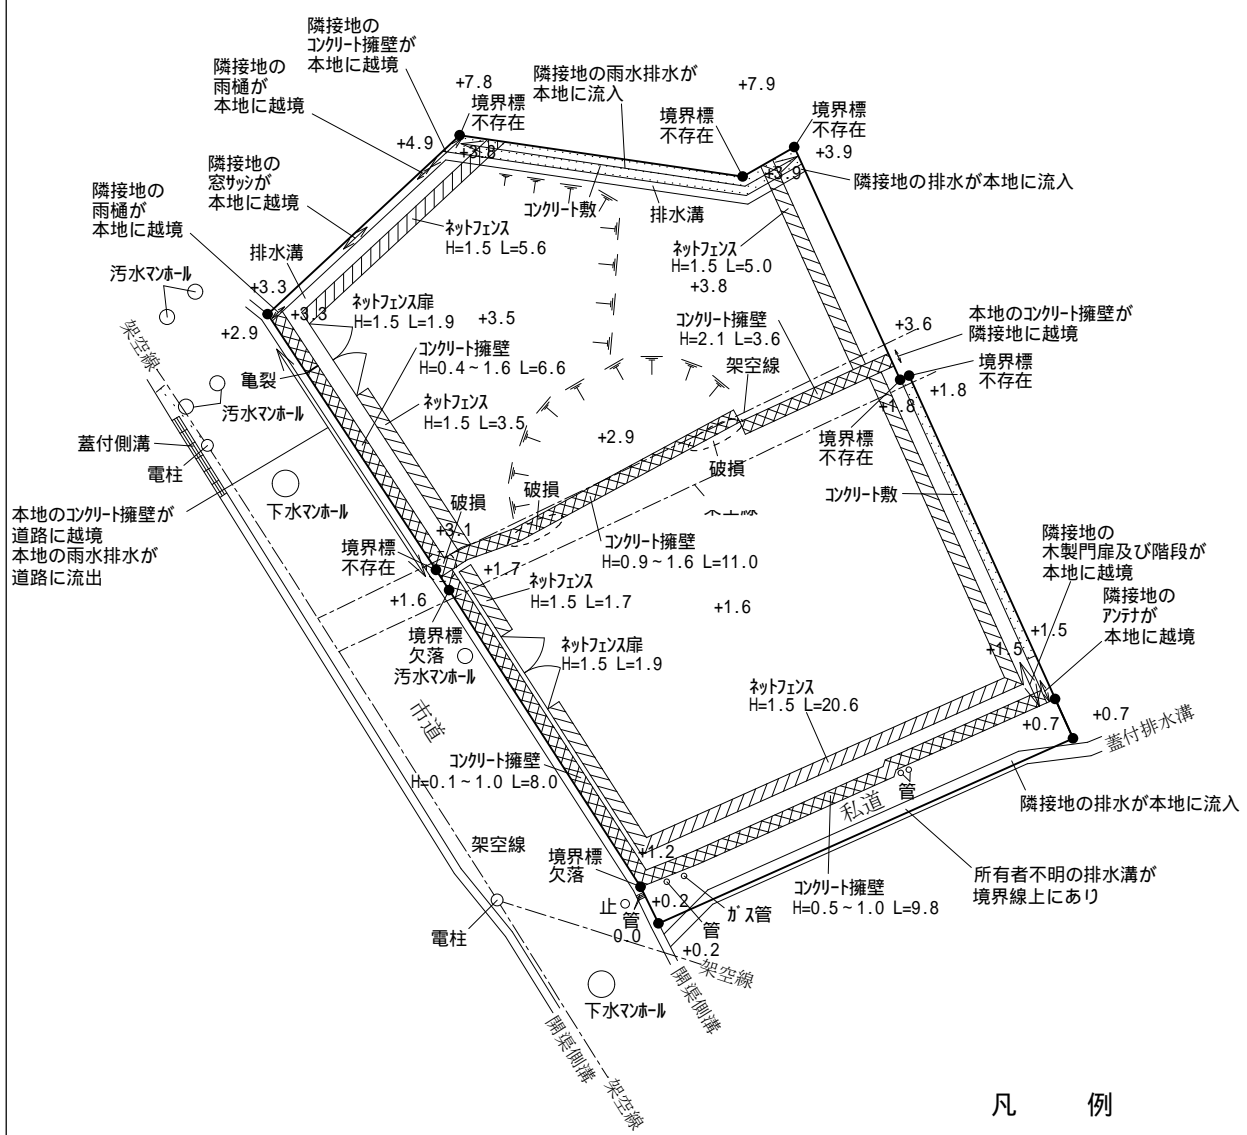 隣接地の
コンクリート擁壁が
本地に越境
隣接地の
雨樋が
本地に越境
+7.8
境界標
不存在
隣接地の雨水排水が
本地に流入
+7.9
境界標
不存在
境界標
不存在
+4.9
+3.8
+3.9
+3.9
隣接地の排水が本地に流入
隣接地の
窓サッシが
本地に越境
隣接地の
雨樋が
本地に越境
コンクリート敷
排水溝
ネットフェンス
H=1.5 L=5.6
ネットフェンス
H=1.5 L=5.0
+3.8
排水溝
汚水マンホール
+3.3
+3.3
+2.9
ネットフェンス扉
H=1.5 L=1.9
+3.5
コンクリート擁壁
H=2.1 L=3.6
本地のコンクリート擁壁が
隣接地に越境
+3.6
架空線
コンクリート擁壁
H=0.4~1.6 L=6.6
架空線
境界標
不存在
亀裂
+1.8
+1.8
ネットフェンス
H=1.5 L=3.5
汚水マンホール
+2.9
境界標
不存在
蓋付側溝
電柱
破損
破損
破損
コンクリート敷
下水マンホール
本地のコンクリート擁壁が
道路に越境
本地の雨水排水が
道路に流出
+3.1
隣接地の
木製門扉及び階段が
本地に越境
境界標
不存在
コンクリート擁壁
H=0.9~1.6 L=11.0
+1.7
ネットフェンス
H=1.5 L=1.7
+1.6
+1.6
隣接地の
アンテナが
本地に越境
境界標
欠落
ネットフェンス扉
H=1.5 L=1.9
+1.5
+1.5
汚水マンホール
ネットフェンス
H=1.5 L=20.6
市道
+0.7
+0.7
蓋付排水溝
コンクリート擁壁
H=0.1~1.0 L=8.0
管
私道
隣接地の排水が本地に流入
架空線
境界標
欠落
+1.2
所有者不明の排水溝が
境界線上にあり
コンクリート擁壁
H=0.5~1.0 L=9.8
止
管
+0.2
ガス管
管
0.0
+0.2
電柱
架空線
開渠側溝
下水マンホール
開渠側溝
架空線
凡 例